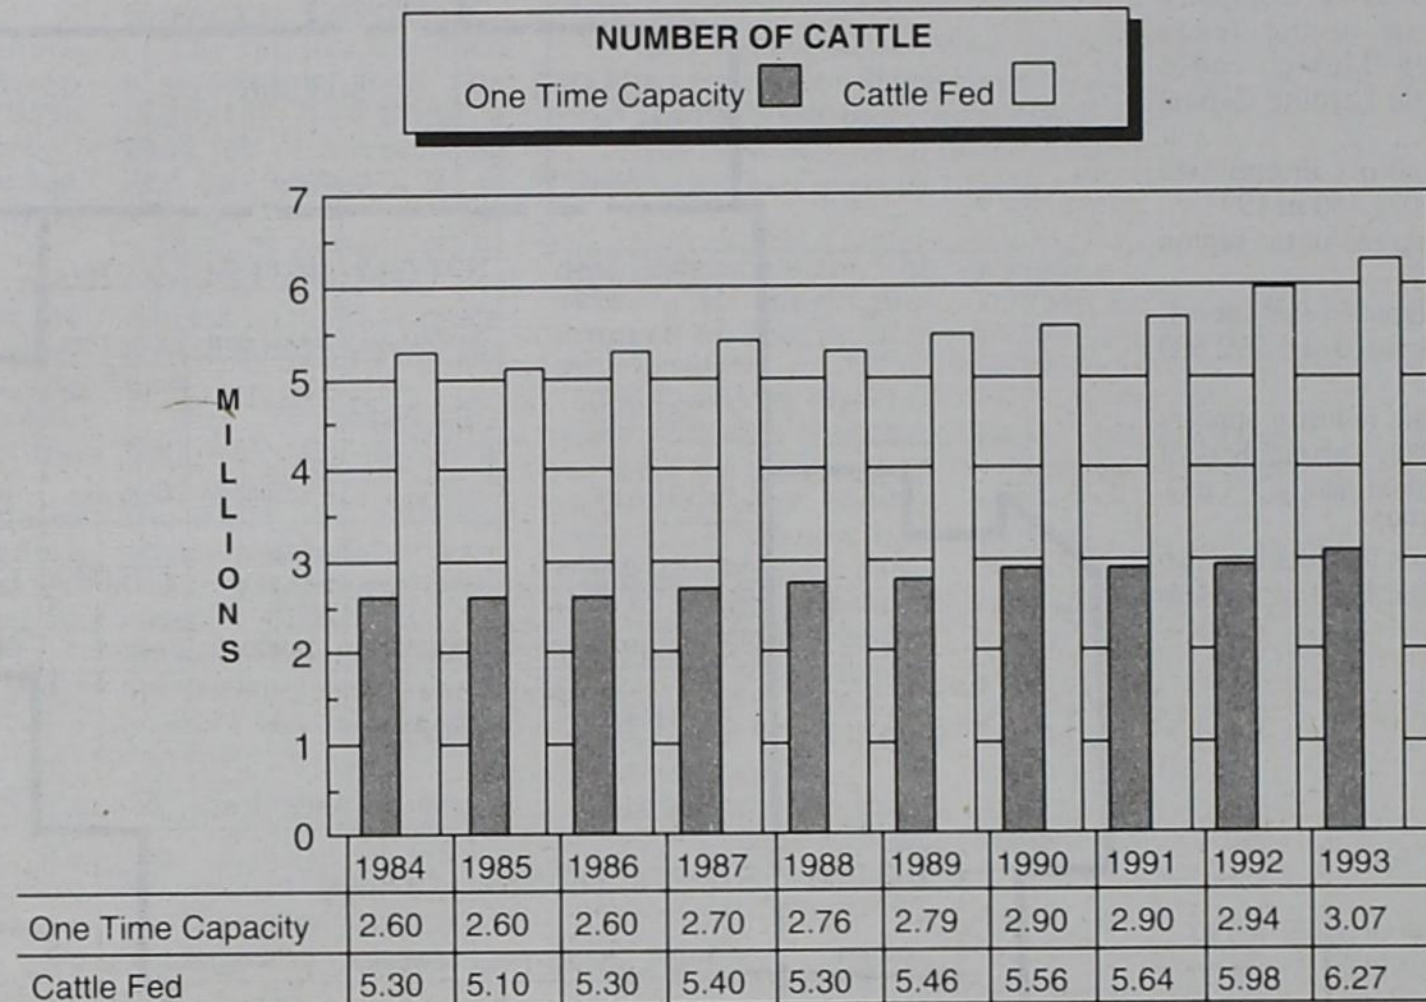 NUMBER OF CATTLE
One Time Capacity Cattle Fed
7
6
5
4
3
2
1
0
MILLIONS
1984 1985 1986 1987 1988 1989 1990 1991 1992 1993
One Time Capacity 2.60 2.60 2.60 2.70 2.76 2.79 2.90 2.90 2.94 3.07
Cattle Fed 5.30 5.10 5.30 5.40 5.30 5.46 5.56 5.64 5.98 6.27